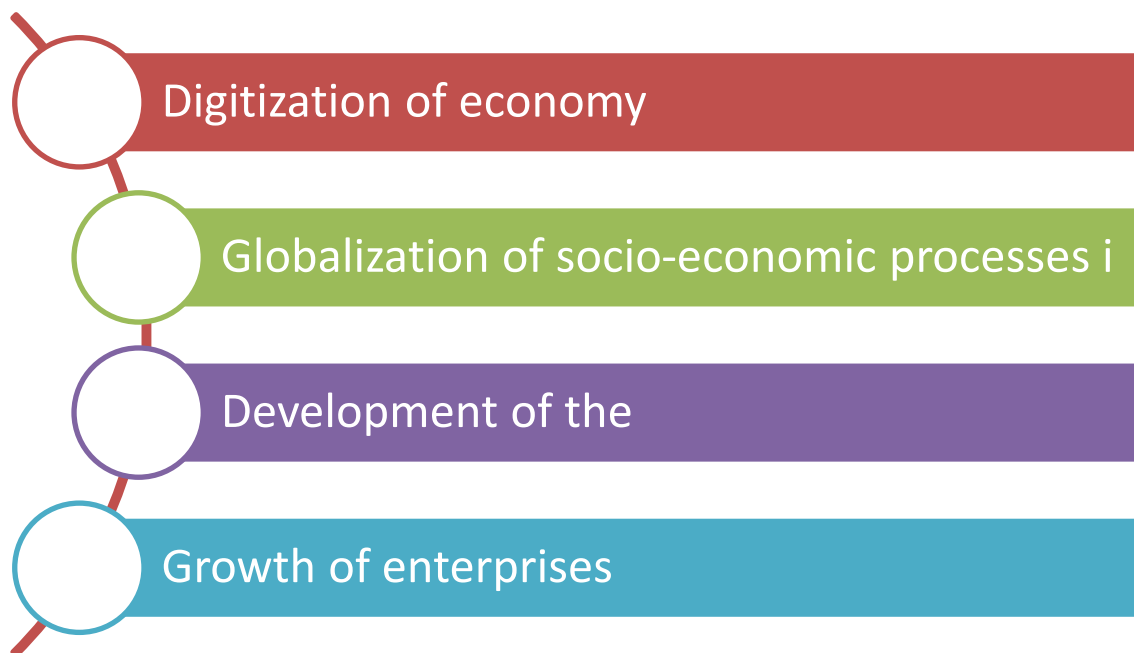 Digitization of economy
Globalization of socio-economic processes i
Development of the
Growth of enterprises